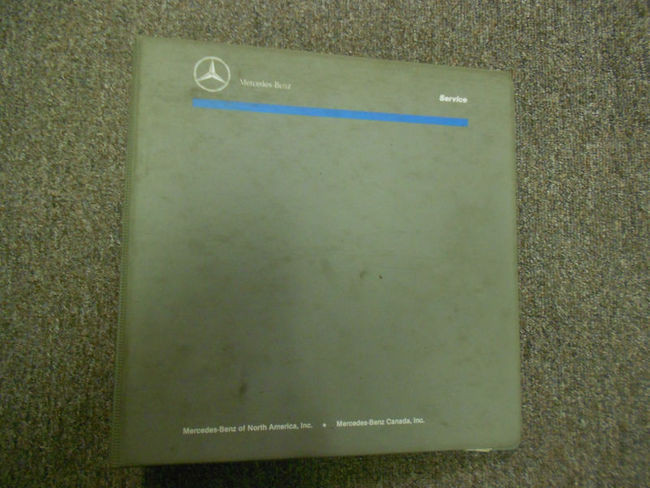 Mercedes-Benz
Service
Mercedes-Benz of North America, Inc. • Mercedes-Benz Canada, Inc.